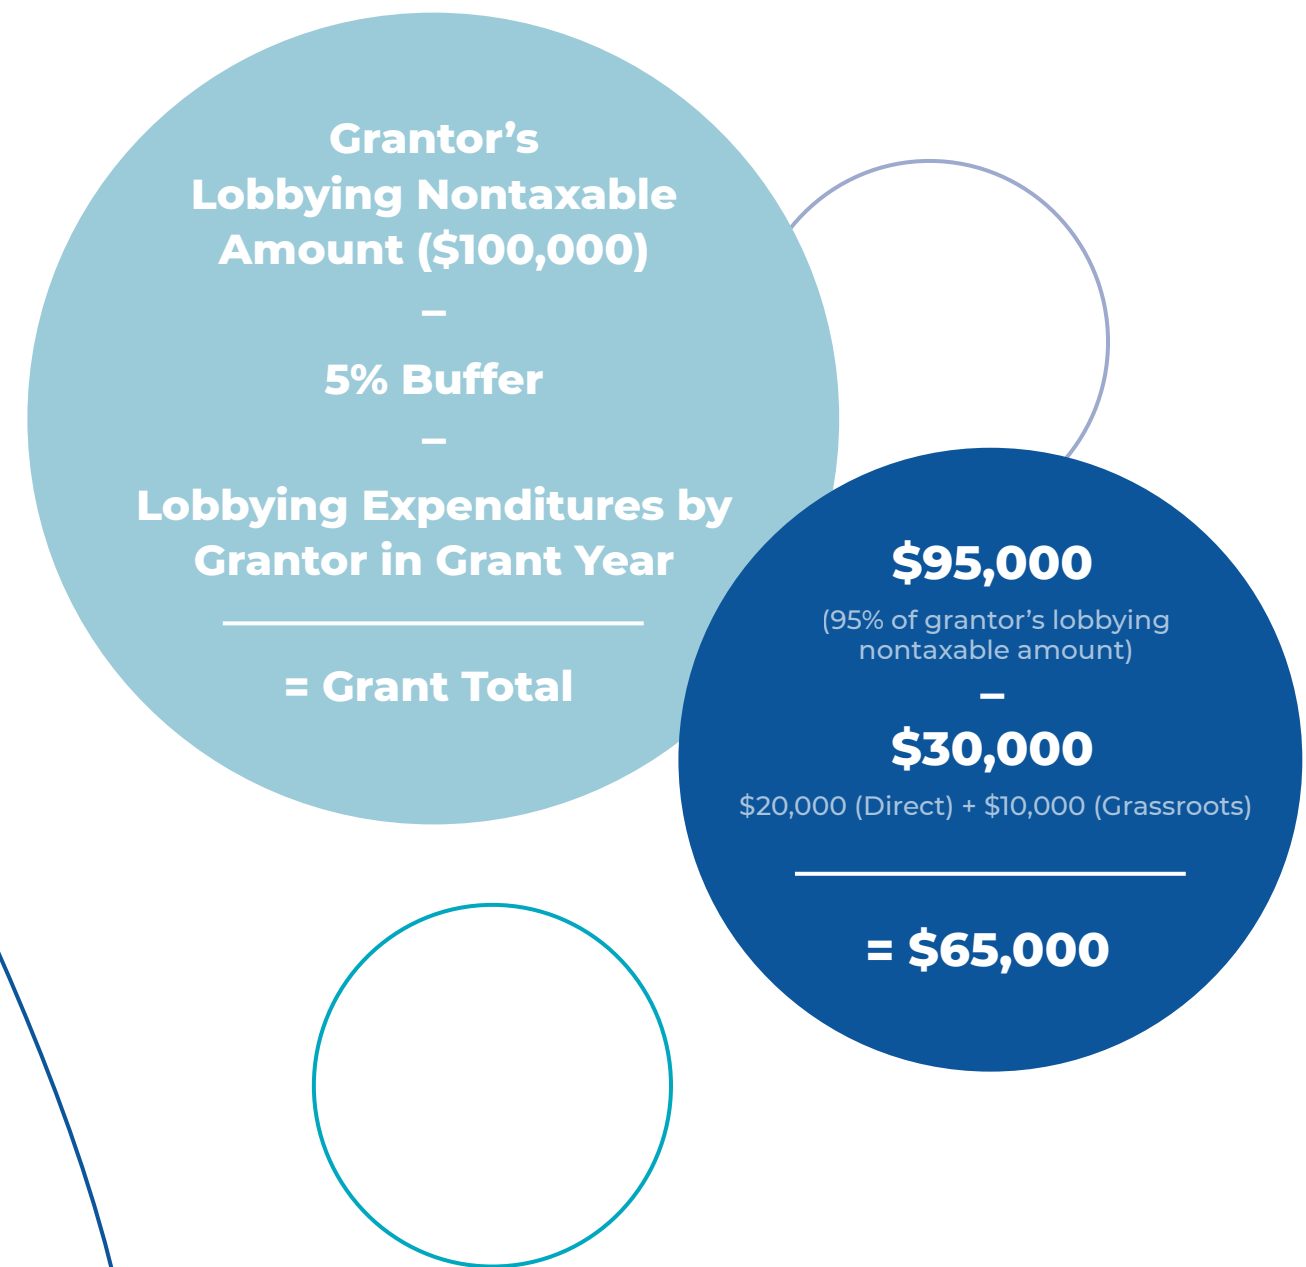 Grantor’s
Lobbying Nontaxable
Amount ($100,000)
–
5% Buffer
–
Lobbying Expenditures by
Grantor in Grant Year
= Grant Total
$95,000
(95% of grantor’s lobbying
nontaxable amount)
–
$30,000
$20,000 (Direct) + $10,000 (Grassroots)
= $65,000